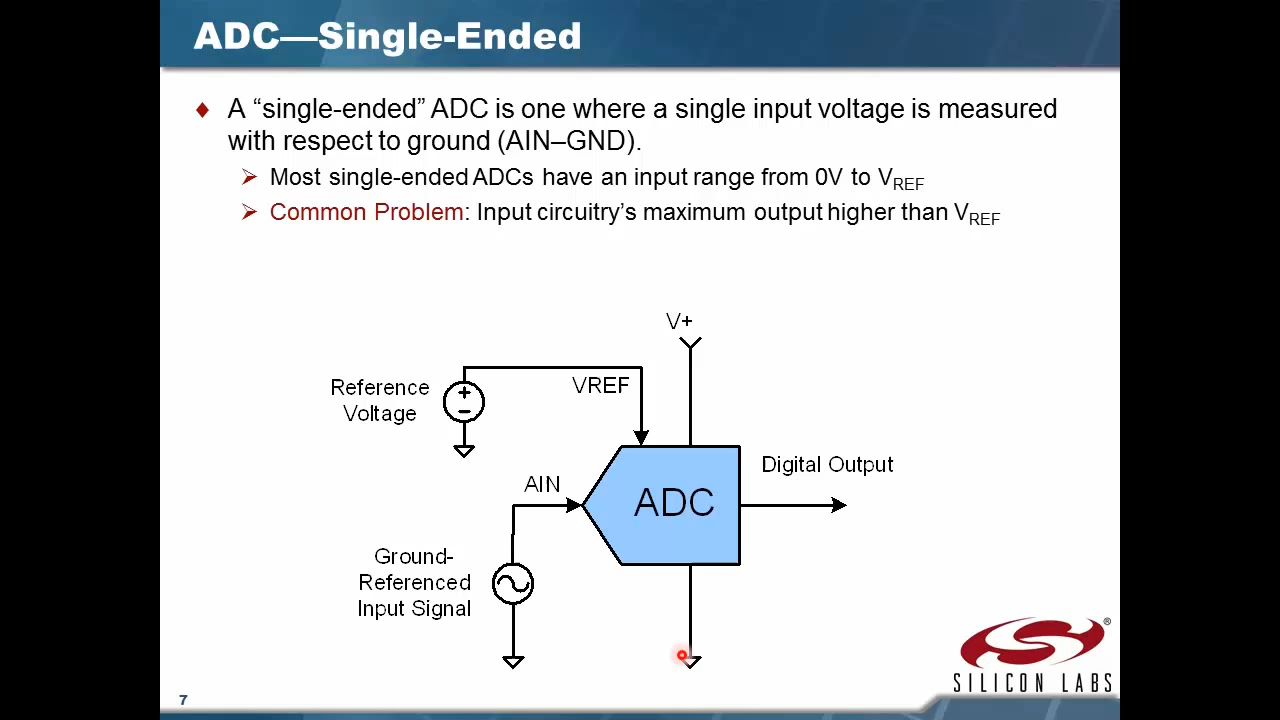 ADC—Single-Ended
♦ A “single-ended” ADC is one where a single input voltage is measured
with respect to ground (AIN–GND).
➢ Most single-ended ADCs have an input range from 0V to VREF
➢ Common Problem: Input circuitry’s maximum output higher than VREF
V+
Reference
Voltage
+
–
VREF
AIN
ADC
Digital Output
Ground-
Referenced
Input Signal
®
SILICON LABS
7